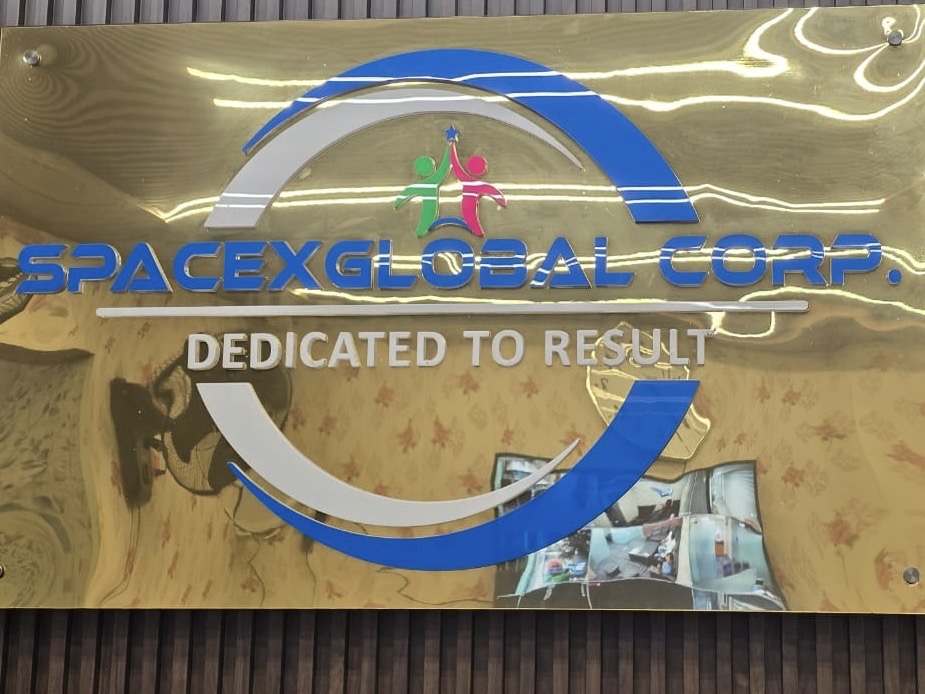 SPACEXGLOBAL CORP.
DEDICATED TO RESULT